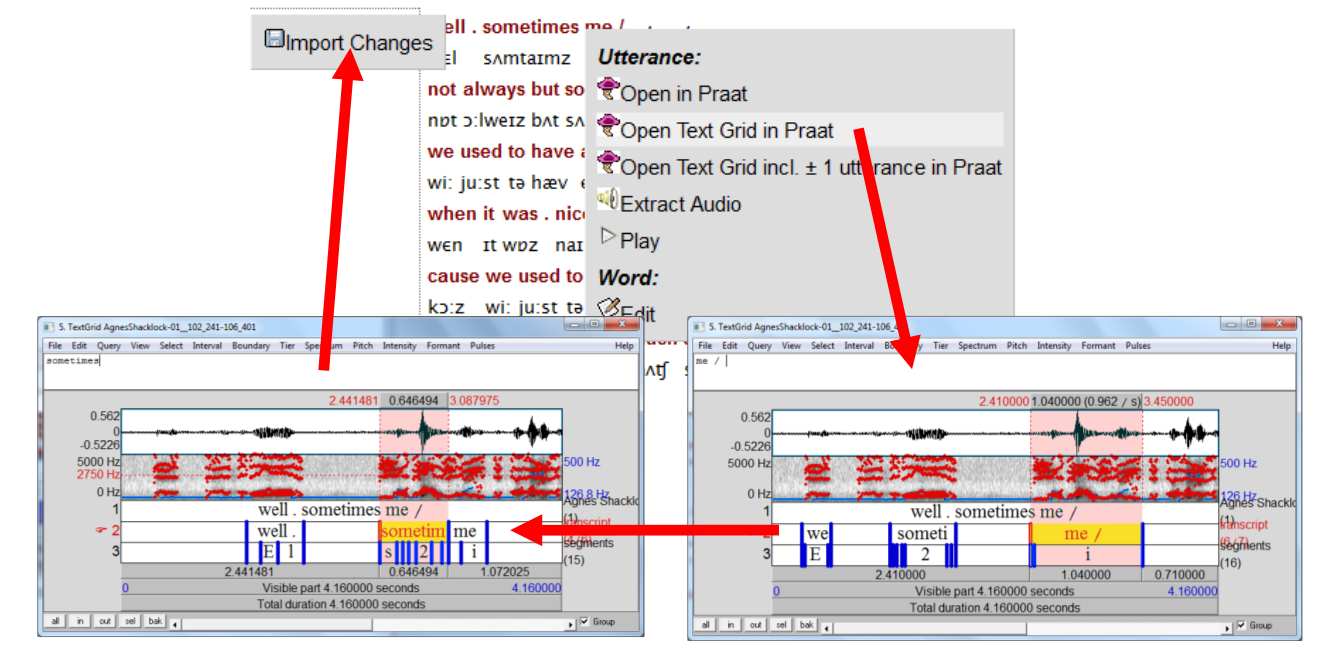 Import Changes
ell . sometimes me /
ɛl sʌmtaɪmz
not always but so
nɒt ɔːlweɪz bʌt sʌ
we used to have a
wiː juːst tə hæv
when it was . nice
wɛn ɪt wɒz naɪ
cause we used to
kɔːz wiː juːst tə
ʌtʃ s
Utterance:
Open in Praat
Open Text Grid in Praat
Open Text Grid incl. ± 1 utterance in Praat
Extract Audio
Play
Word:
Edit
5. TextGrid AgnesShacklock-01__102_241-106_401
File Edit Query View Select Interval Boundary Tier Spectrum Pitch Intensity Formant Pulses Help
sometimes
2.441481 0.646494 3.087975
0.562
0
-0.5226
5000 Hz 500 Hz
2750 Hz
0 Hz 126.8 Hz
1 well . sometimes me / Agnes Shacklo
(1)
2 well . sometim me transcript
3 E l s 2 i segments
(15)
2.441481 0.646494 1.072025
0 Visible part 4.160000 seconds 4.160000
Total duration 4.160000 seconds
all in out sel bak Group
5. TextGrid AgnesShacklock-01__102_241-106_4
File Edit Query View Select Interval Boundary Tier Spectrum Pitch Intensity Formant Pulses Help
me /
2.410000 1.040000 (0.962 / s) 3.450000
0.562
0
-0.5226
5000 Hz 500 Hz
0 Hz 126 Hz
1 well . sometimes me / Agnes Shacklo
(1)
we someti me / transcript
(6/7)
3 E 2 i segments
(16)
2.410000 1.040000 0.710000
0 Visible part 4.160000 seconds 4.160000
Total duration 4.160000 seconds
all in out sel bak Group